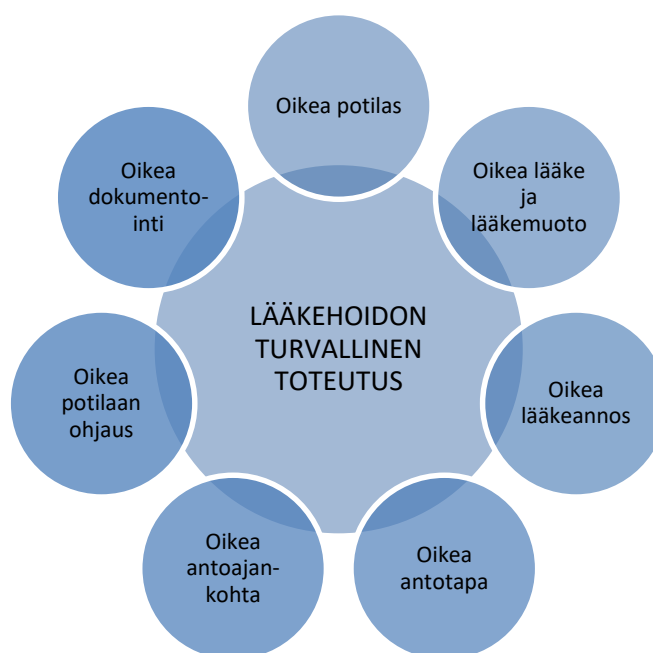 Oikea potilas
Oikea lääke
ja
lääkemuoto
Oikea
lääkeannos
Oikea
antotapa
Oikea
antoajan-
kohta
Oikea
potilaan
ohjaus
Oikea
dokumento-
inti
LÄÄKEHOIDON
TURVALLINEN
TOTEUTUS